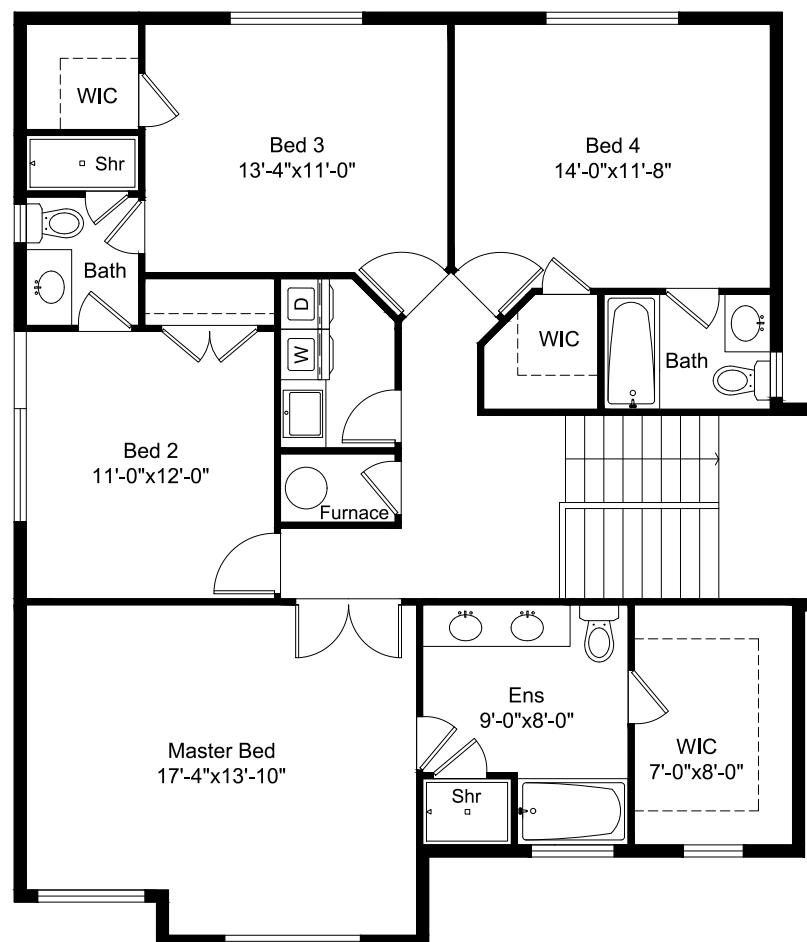 WIC
Bed 3
13'-4"x11'-0"
Bed 4
14'-0"x11'-8"
Shr
Bath
D
W
WIC
Bath
Bed 2
11'-0"x12'-0"
Furnace
Ens
9'-0"x8'-0"
Master Bed
17'-4"x13'-10"
WIC
7'-0"x8'-0"
Shr